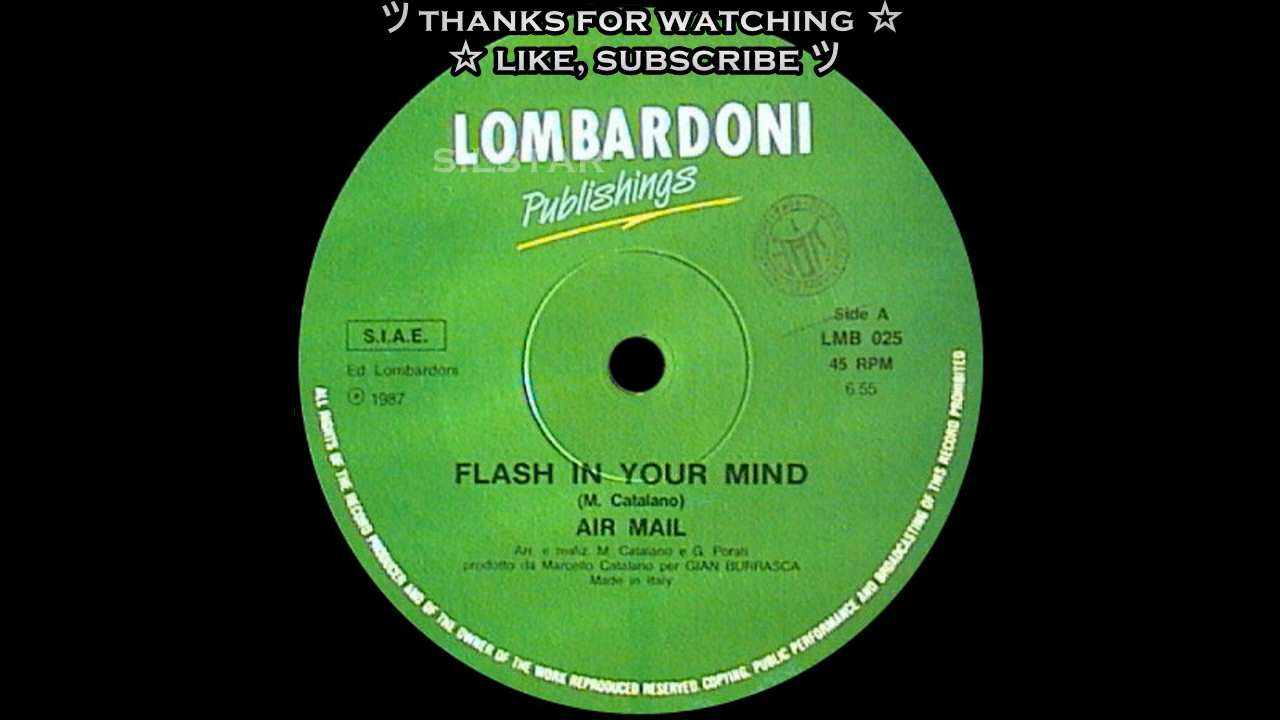 ツ THANKS FOR WATCHING ☆
☆ LIKE, SUBSCRIBE ツ
LOMBARDONI
SILSTAR
Publishings
Side A
S.I.A.E.
LMB 025
Ed. Lombardoni
45 RPM
℗ 1987
6.55
FLASH IN YOUR MIND
(M. Catalano)
AIR MAIL
Arr. e realiz. M. Catalano e G. Porati
prodotto da Marcello Catalano per GIAN BURRASCA
Made in Italy
ALL RIGHTS OF THE RECORD PRODUCER AND OF THE OWNER OF THE WORK REPRODUCED RESERVED. COPYING, PUBLIC PERFORMANCE AND BROADCASTING OF THIS RECORD PROHIBITED